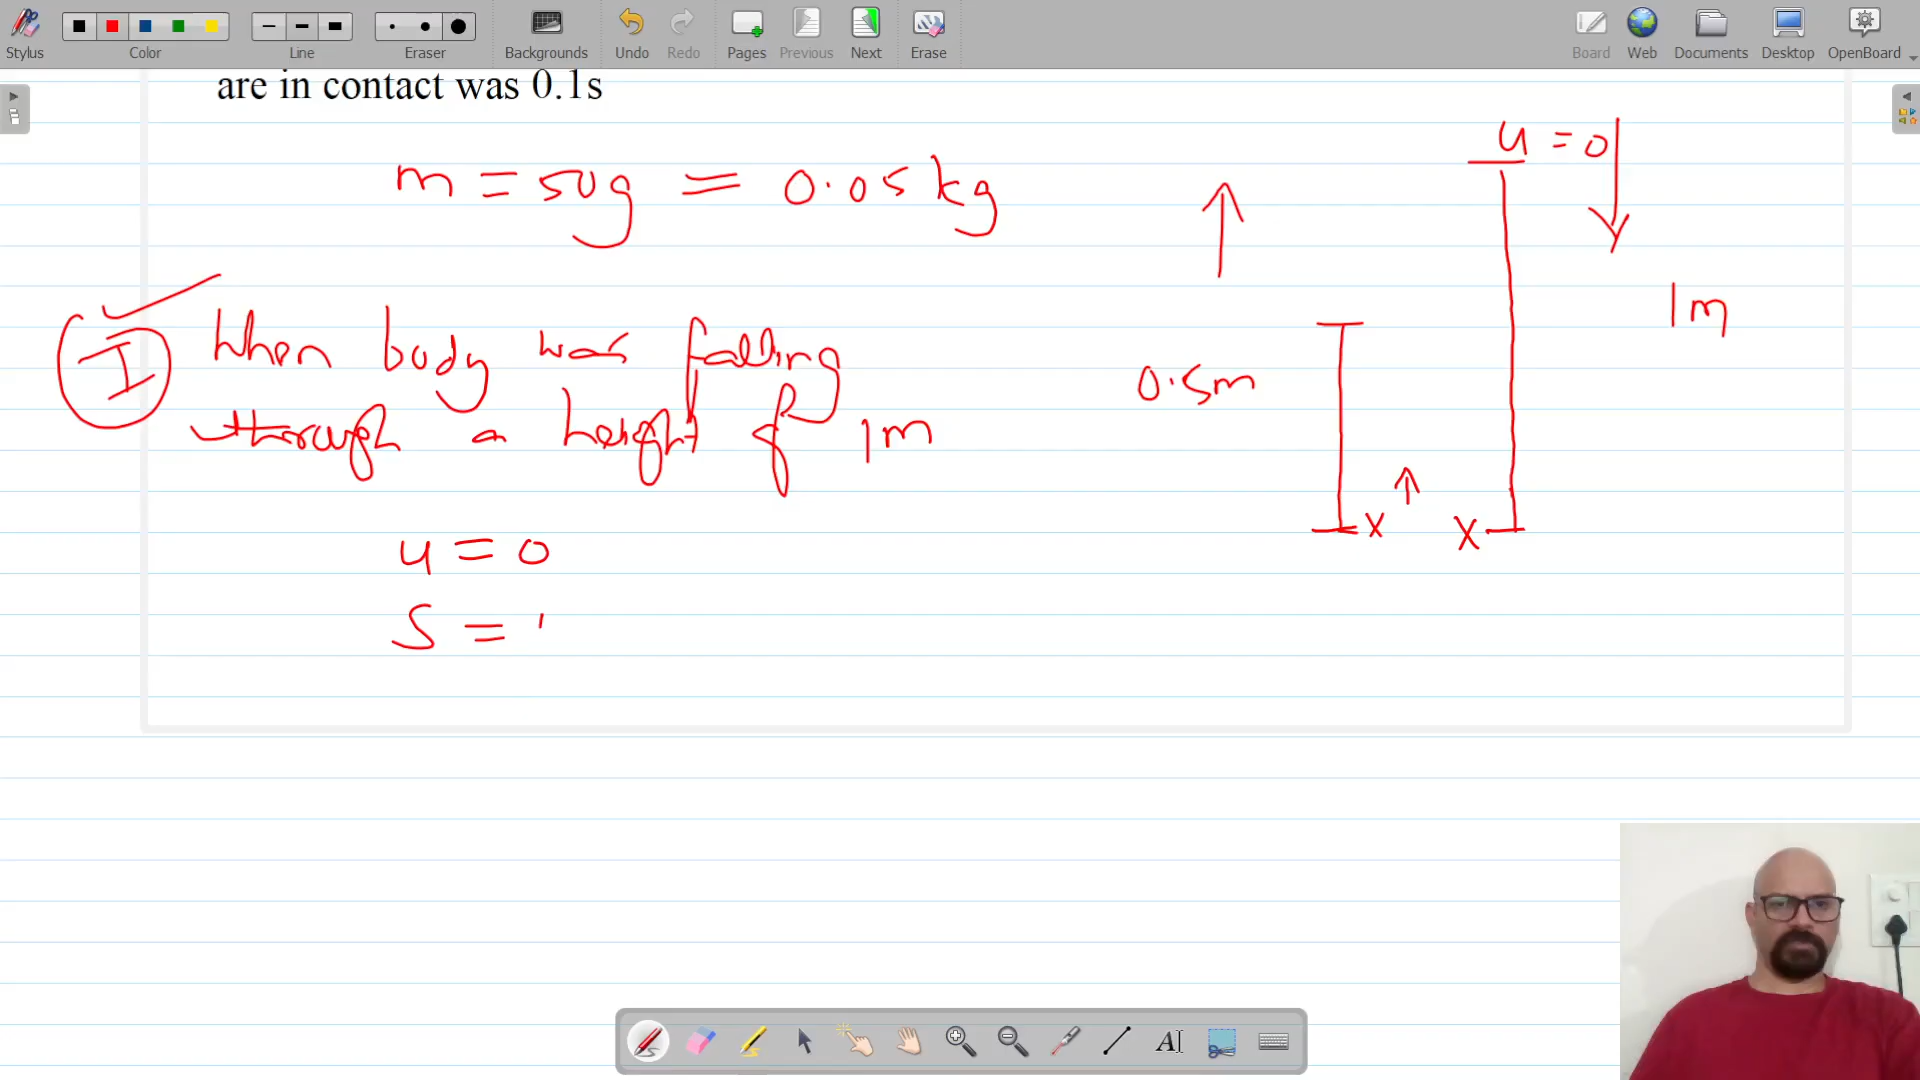 Stylus Color Line Eraser Backgrounds Undo Redo Pages Previous Next Erase Board Web Documents Desktop OpenBoard
are in contact was 0.1s
u = 0
m = 50g = 0.05 kg
1m
I When body was falling
through a height of 1m
0.5m
x x
u = 0
S =
AI